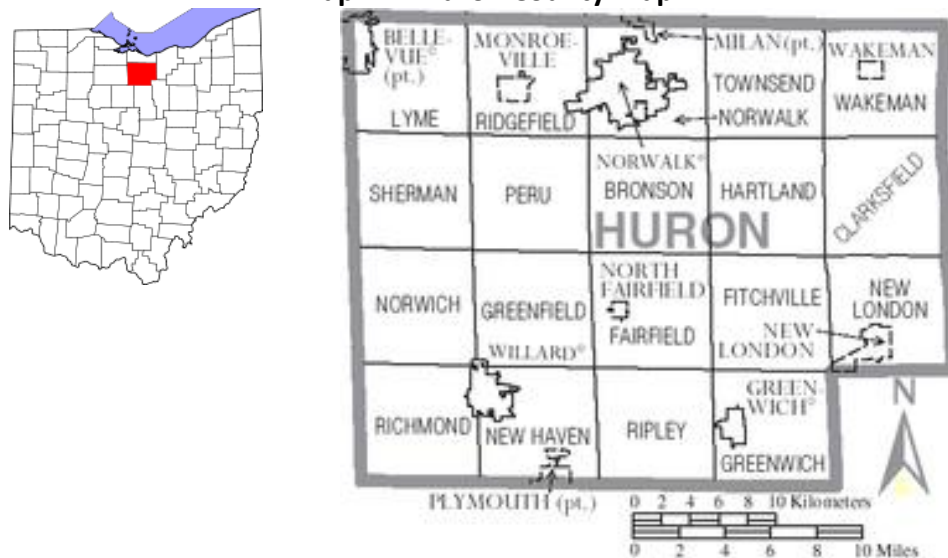 BELLE-
VUE© (pt.)
MONROE-
VILLE
MILAN (pt.)
WAKEMAN
TOWNSEND
WAKEMAN
LYME
RIDGEFIELD
NORWALK
NORWALK©
SHERMAN
PERU
BRONSON
HARTLAND
CLARKSFIELD
HURON
NORTH
FAIRFIELD
NORWICH
GREENFIELD
FAIRFIELD
FITCHVILLE
NEW
LONDON
NEW
LONDON
WILLARD©
GREEN-
WICH©
N
RICHMOND
NEW HAVEN
RIPLEY
GREENWICH
PLYMOUTH (pt.)
0 2 4 6 8 10 Kilometers
0 2 4 6 8 10 Miles